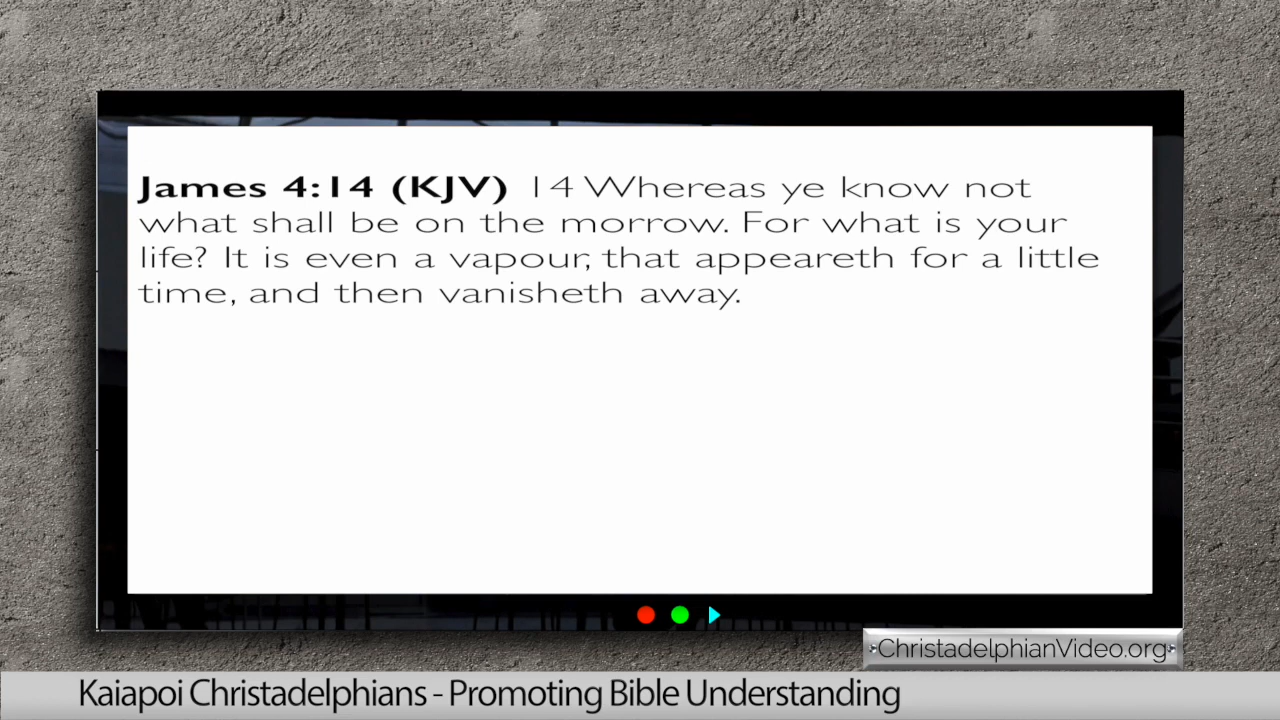 James 4:14 (KJV) 14 Whereas ye know not
what shall be on the morrow. For what is your
life? It is even a vapour, that appeareth for a little
time, and then vanisheth away.
ChristadelphianVideo.org
Kaiapoi Christadelphians - Promoting Bible Understanding